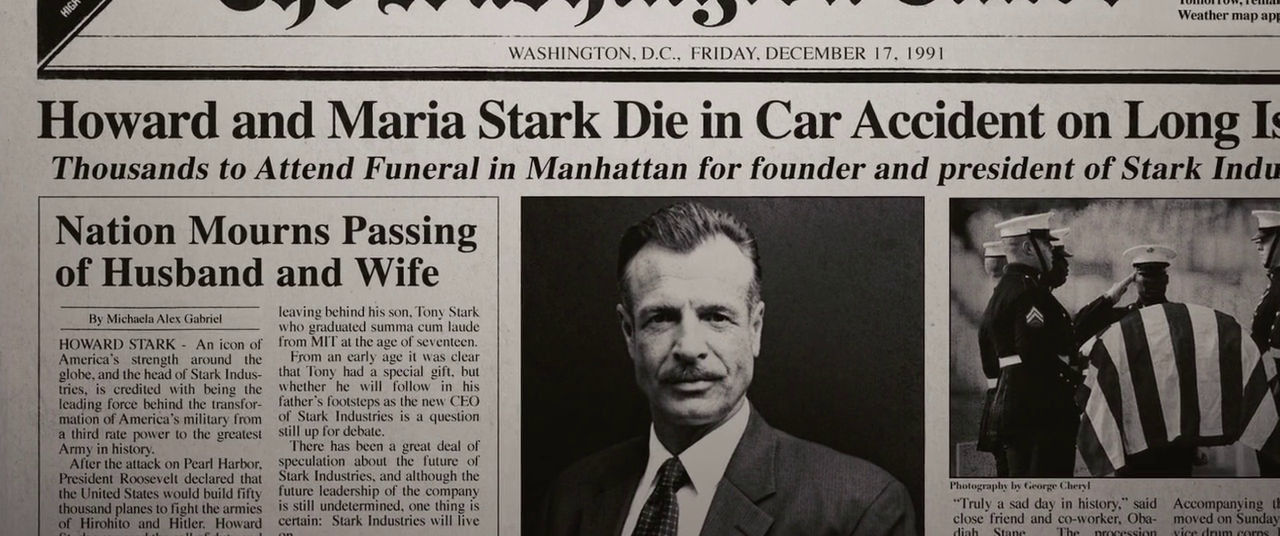 HIGH
The Washington Times
Weather map
WASHINGTON, D.C., FRIDAY, DECEMBER 17, 1991
Howard and Maria Stark Die in Car Accident on Long
Thousands to Attend Funeral in Manhattan for founder and president of Stark
Nation Mourns Passing
of Husband and Wife
By Michaela Alex Gabriel
HOWARD STARK - An icon of
America's strength around the
globe, and the head of Stark Indus-
tries, is credited with being the
leading force behind the transfor-
mation of America's military from
a third rate power to the greatest
Army in history.
After the attack on Pearl Harbor,
President Roosevelt declared that
the United States would build fifty
thousand planes to fight the armies
of Hirohito and Hitler. Howard
leaving behind his son, Tony Stark
who graduated summa cum laude
from MIT at the age of seventeen.
From an early age it was clear
that Tony had a special gift, but
whether he will follow in his
father's footsteps as the new CEO
of Stark Industries is a question
still up for debate.
There has been a great deal of
speculation about the future of
Stark Industries, and although the
future leadership of the company
is still undetermined, one thing is
certain: Stark Industries will live
on.
Photography by George Cheryl
"Truly a sad day in history," said
close friend and co-worker, Oba-
diah Stane. The procession
Accompanying
moved on Sunday
vice drum corps